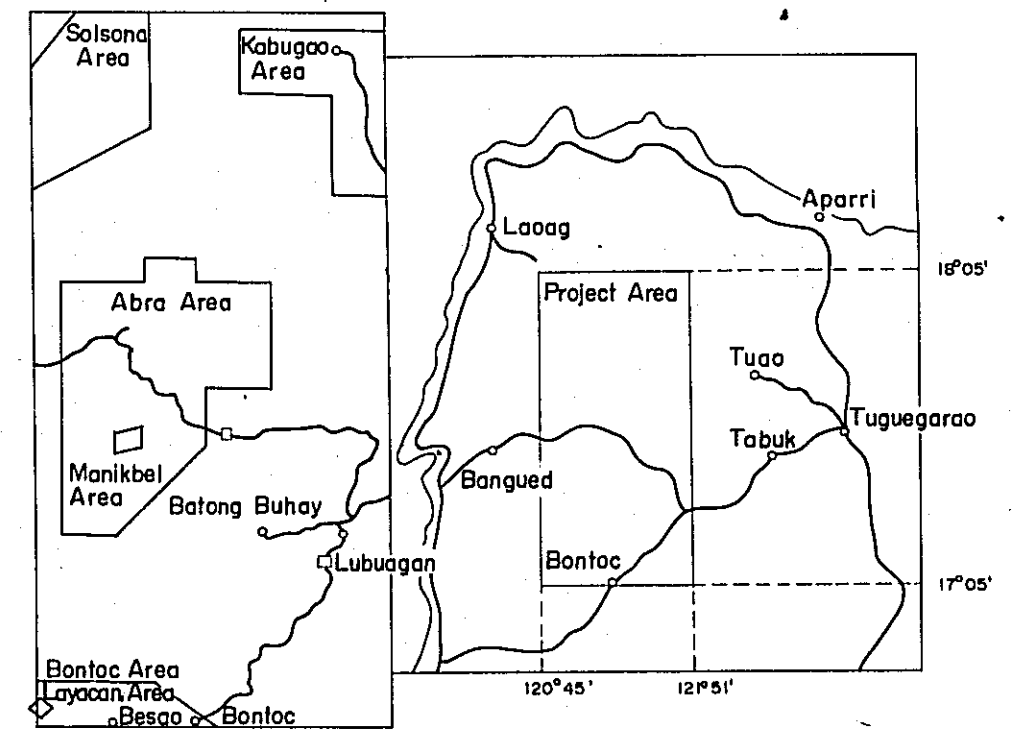 Solsona
Area
Kabugao
Area
Abra Area
Manikbel
Area
Batong Buhay
Lubuagan
Bontoc Area
Layacan Area
Besao
Bontoc
Aparri
Laoag
18°05'
Project Area
Tuao
Tuguegarao
Tabuk
Bangued
Bontoc
17°05'
120°45'
121°51'